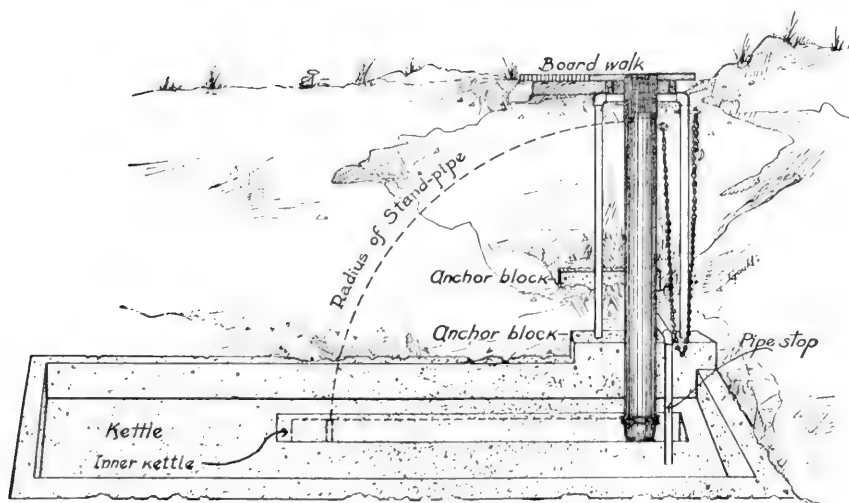 Board walk
Radius of Stand-pipe
Anchor block
Anchor block
Pipe stop
Kettle
Inner kettle